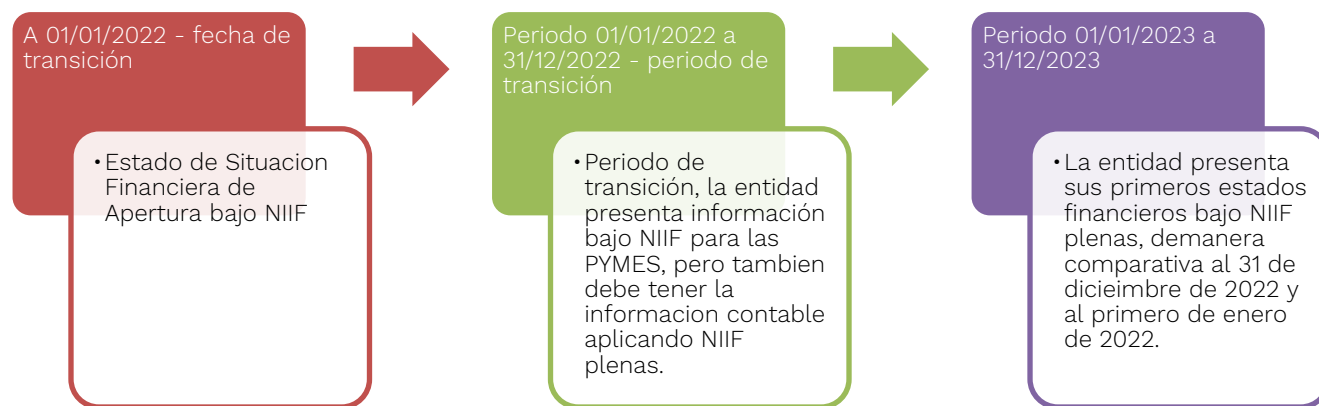 A 01/01/2022 - fecha de
transición
• Estado de Situacion
Financiera de
Apertura bajo NIIF
Periodo 01/01/2022 a
31/12/2022 - periodo de
transición
• Periodo de
transición, la entidad
presenta información
bajo NIIF para las
PYMES, pero tambien
debe tener la
informacion contable
aplicando NIIF
plenas.
Periodo 01/01/2023 a
31/12/2023
• La entidad presenta
sus primeros estados
financieros bajo NIIF
plenas, demanera
comparativa al 31 de
dicieimbre de 2022 y
al primero de enero
de 2022.